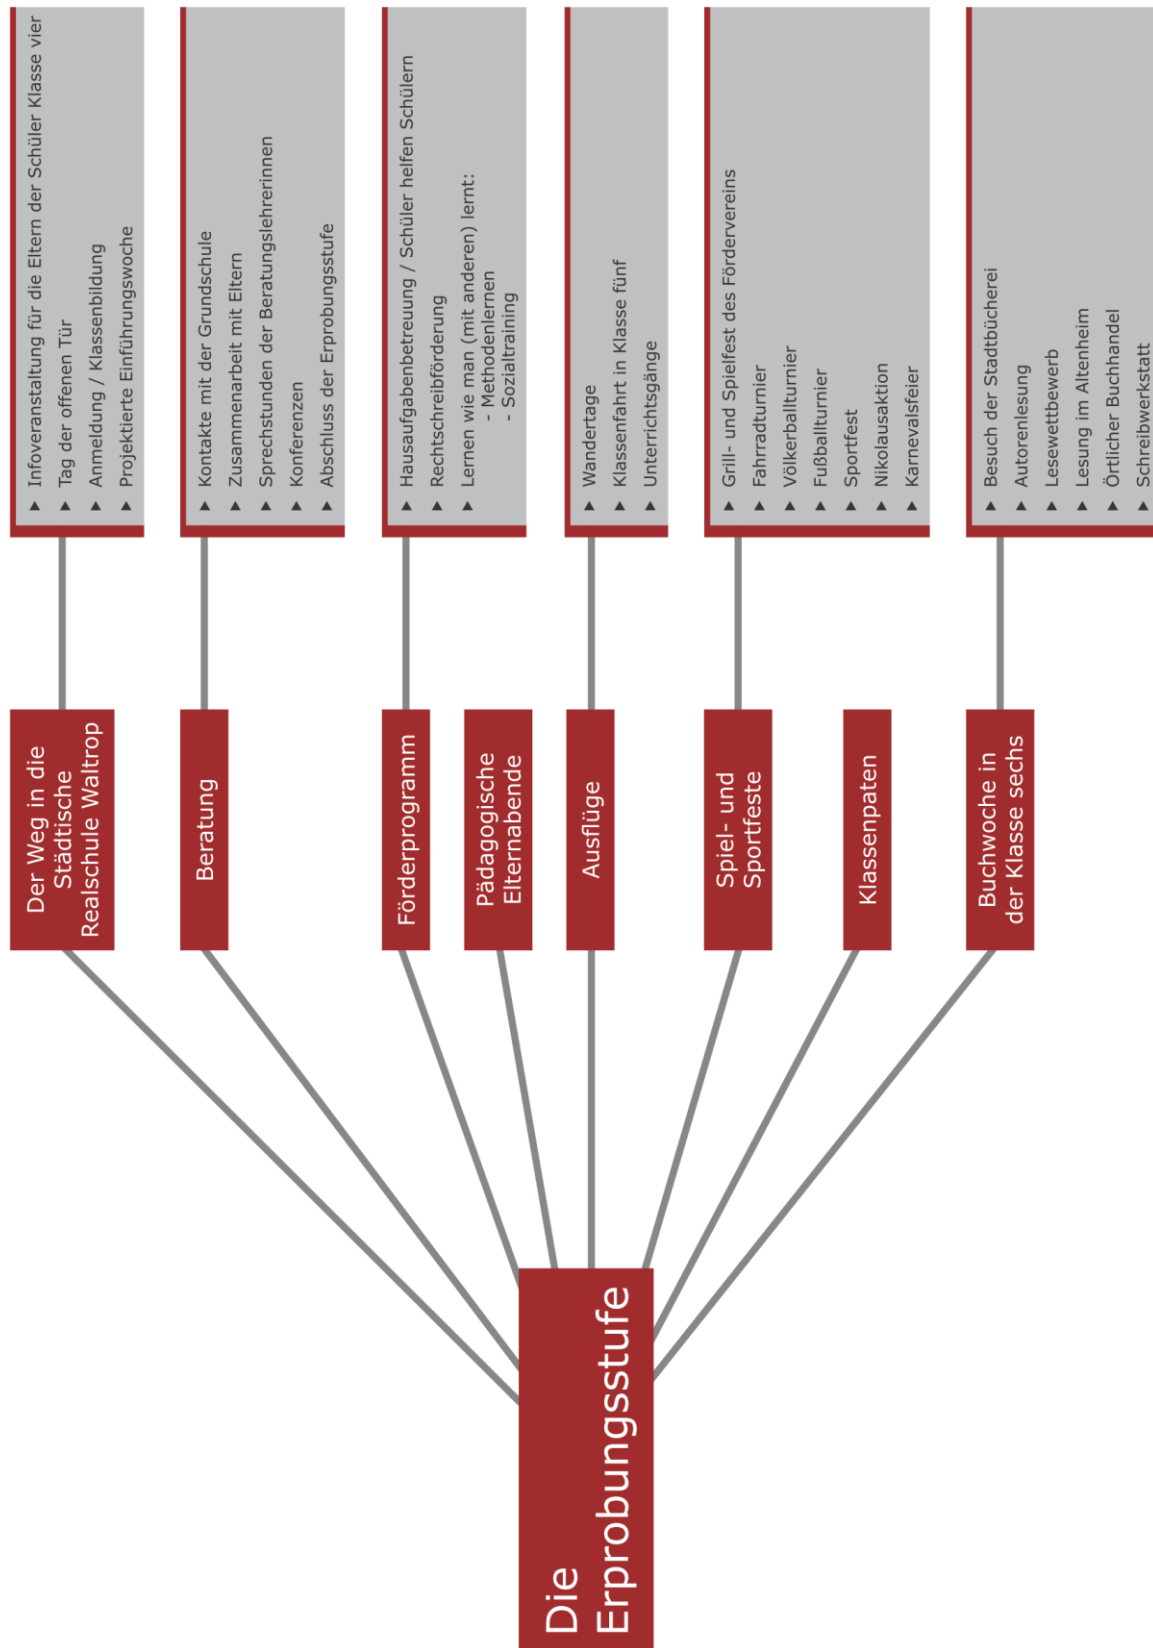 Die
Erprobungsstufe
Der Weg in die
Städtische
Realschule Waltrop
▶ Infoveranstaltung für die Eltern der Schüler Klasse vier
▶ Tag der offenen Tür
▶ Anmeldung / Klassenbildung
▶ Projektierte Einführungswoche
Beratung
▶ Kontakte mit der Grundschule
▶ Zusammenarbeit mit Eltern
▶ Sprechstunden der Beratungslehrerinnen
▶ Konferenzen
▶ Abschluss der Erprobungsstufe
Förderprogramm
▶ Hausaufgabenbetreuung / Schüler helfen Schülern
▶ Rechtschreibförderung
▶ Lernen wie man (mit anderen) lernt:
- Methodenlernen
- Sozialtraining
Pädagogische
Elternabende
Ausflüge
▶ Wandertage
▶ Klassenfahrt in Klasse fünf
▶ Unterrichtsgänge
Spiel- und
Sportfeste
▶ Grill- und Spielfest des Fördervereins
▶ Fahrradturnier
▶ Völkerballturnier
▶ Fußballturnier
▶ Sportfest
▶ Nikolausaktion
▶ Karnevalsfeier
Klassenpaten
Buchwoche in
der Klasse sechs
▶ Besuch der Stadtbücherei
▶ Autorenlesung
▶ Lesewettbewerb
▶ Lesung im Altenheim
▶ Örtlicher Buchhandel
▶ Schreibwerkstatt